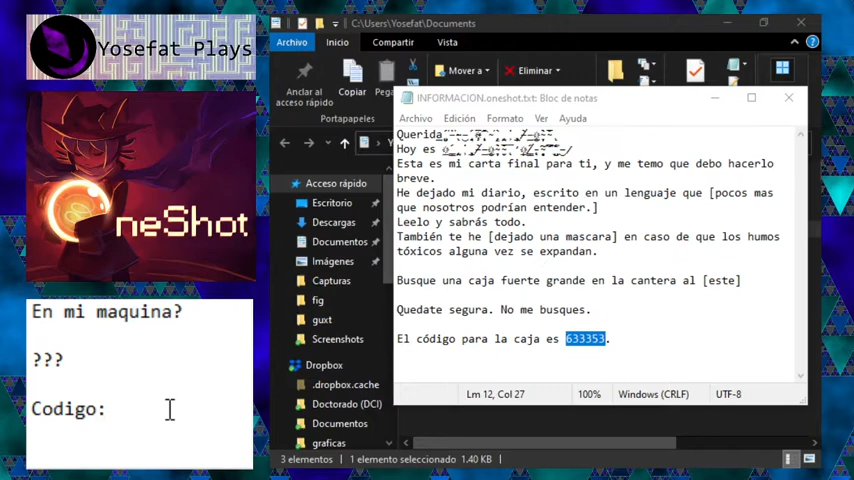 Yosefat Plays
neShot
En mi maquina?
???
Codigo:
C:\Users\Yosefat\Documents
Archivo Inicio Compartir Vista
Anclar al acceso rápido
Copiar
Mover a
Eliminar
Portapapeles
Acceso rápido
Escritorio
Descargas
Documentos
Imágenes
Capturas
fig
guxt
Screenshots
Dropbox
.dropbox.cache
Doctorado (DCI)
Documentos
graficas
3 elementos
1 elemento seleccionado 1.40 KB
INFORMACION.oneshot.txt: Bloc de notas
Archivo Edición Formato Ver Ayuda
Querida
Hoy es
Esta es mi carta final para ti, y me temo que debo hacerlo
breve.
He dejado mi diario, escrito en un lenguaje que [pocos mas
que nosotros podrían entender.]
Leelo y sabrás todo.
También te he [dejado una mascara] en caso de que los humos
tóxicos alguna vez se expandan.
Busque una caja fuerte grande en la cantera al [este]
Quedate segura. No me busques.
El código para la caja es 633353.
Lm 12, Col 27 100% Windows (CRLF) UTF-8